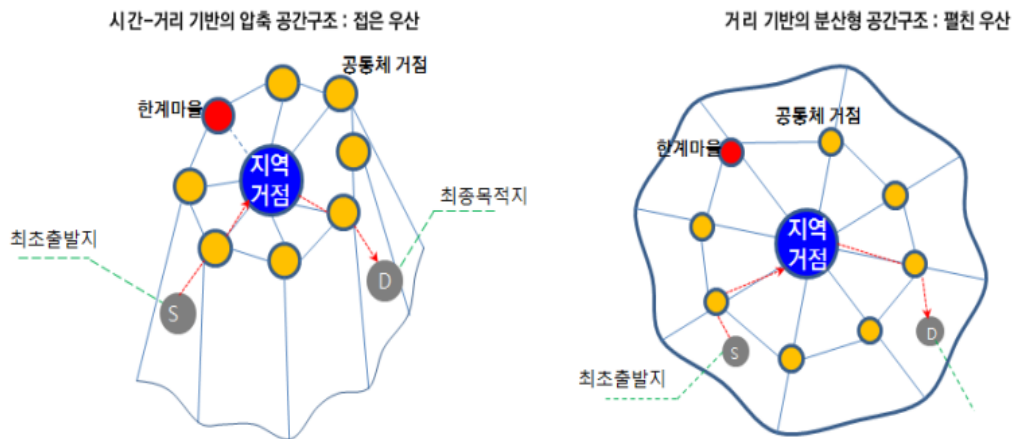 시간-거리 기반의 압축 공간구조 : 접은 우산
거리 기반의 분산형 공간구조 : 펼친 우산
공통체 거점
한계마을
지역
거점
최종목적지
최초출발지
S
D
공통체 거점
한계마을
지역
거점
최초출발지
S
D